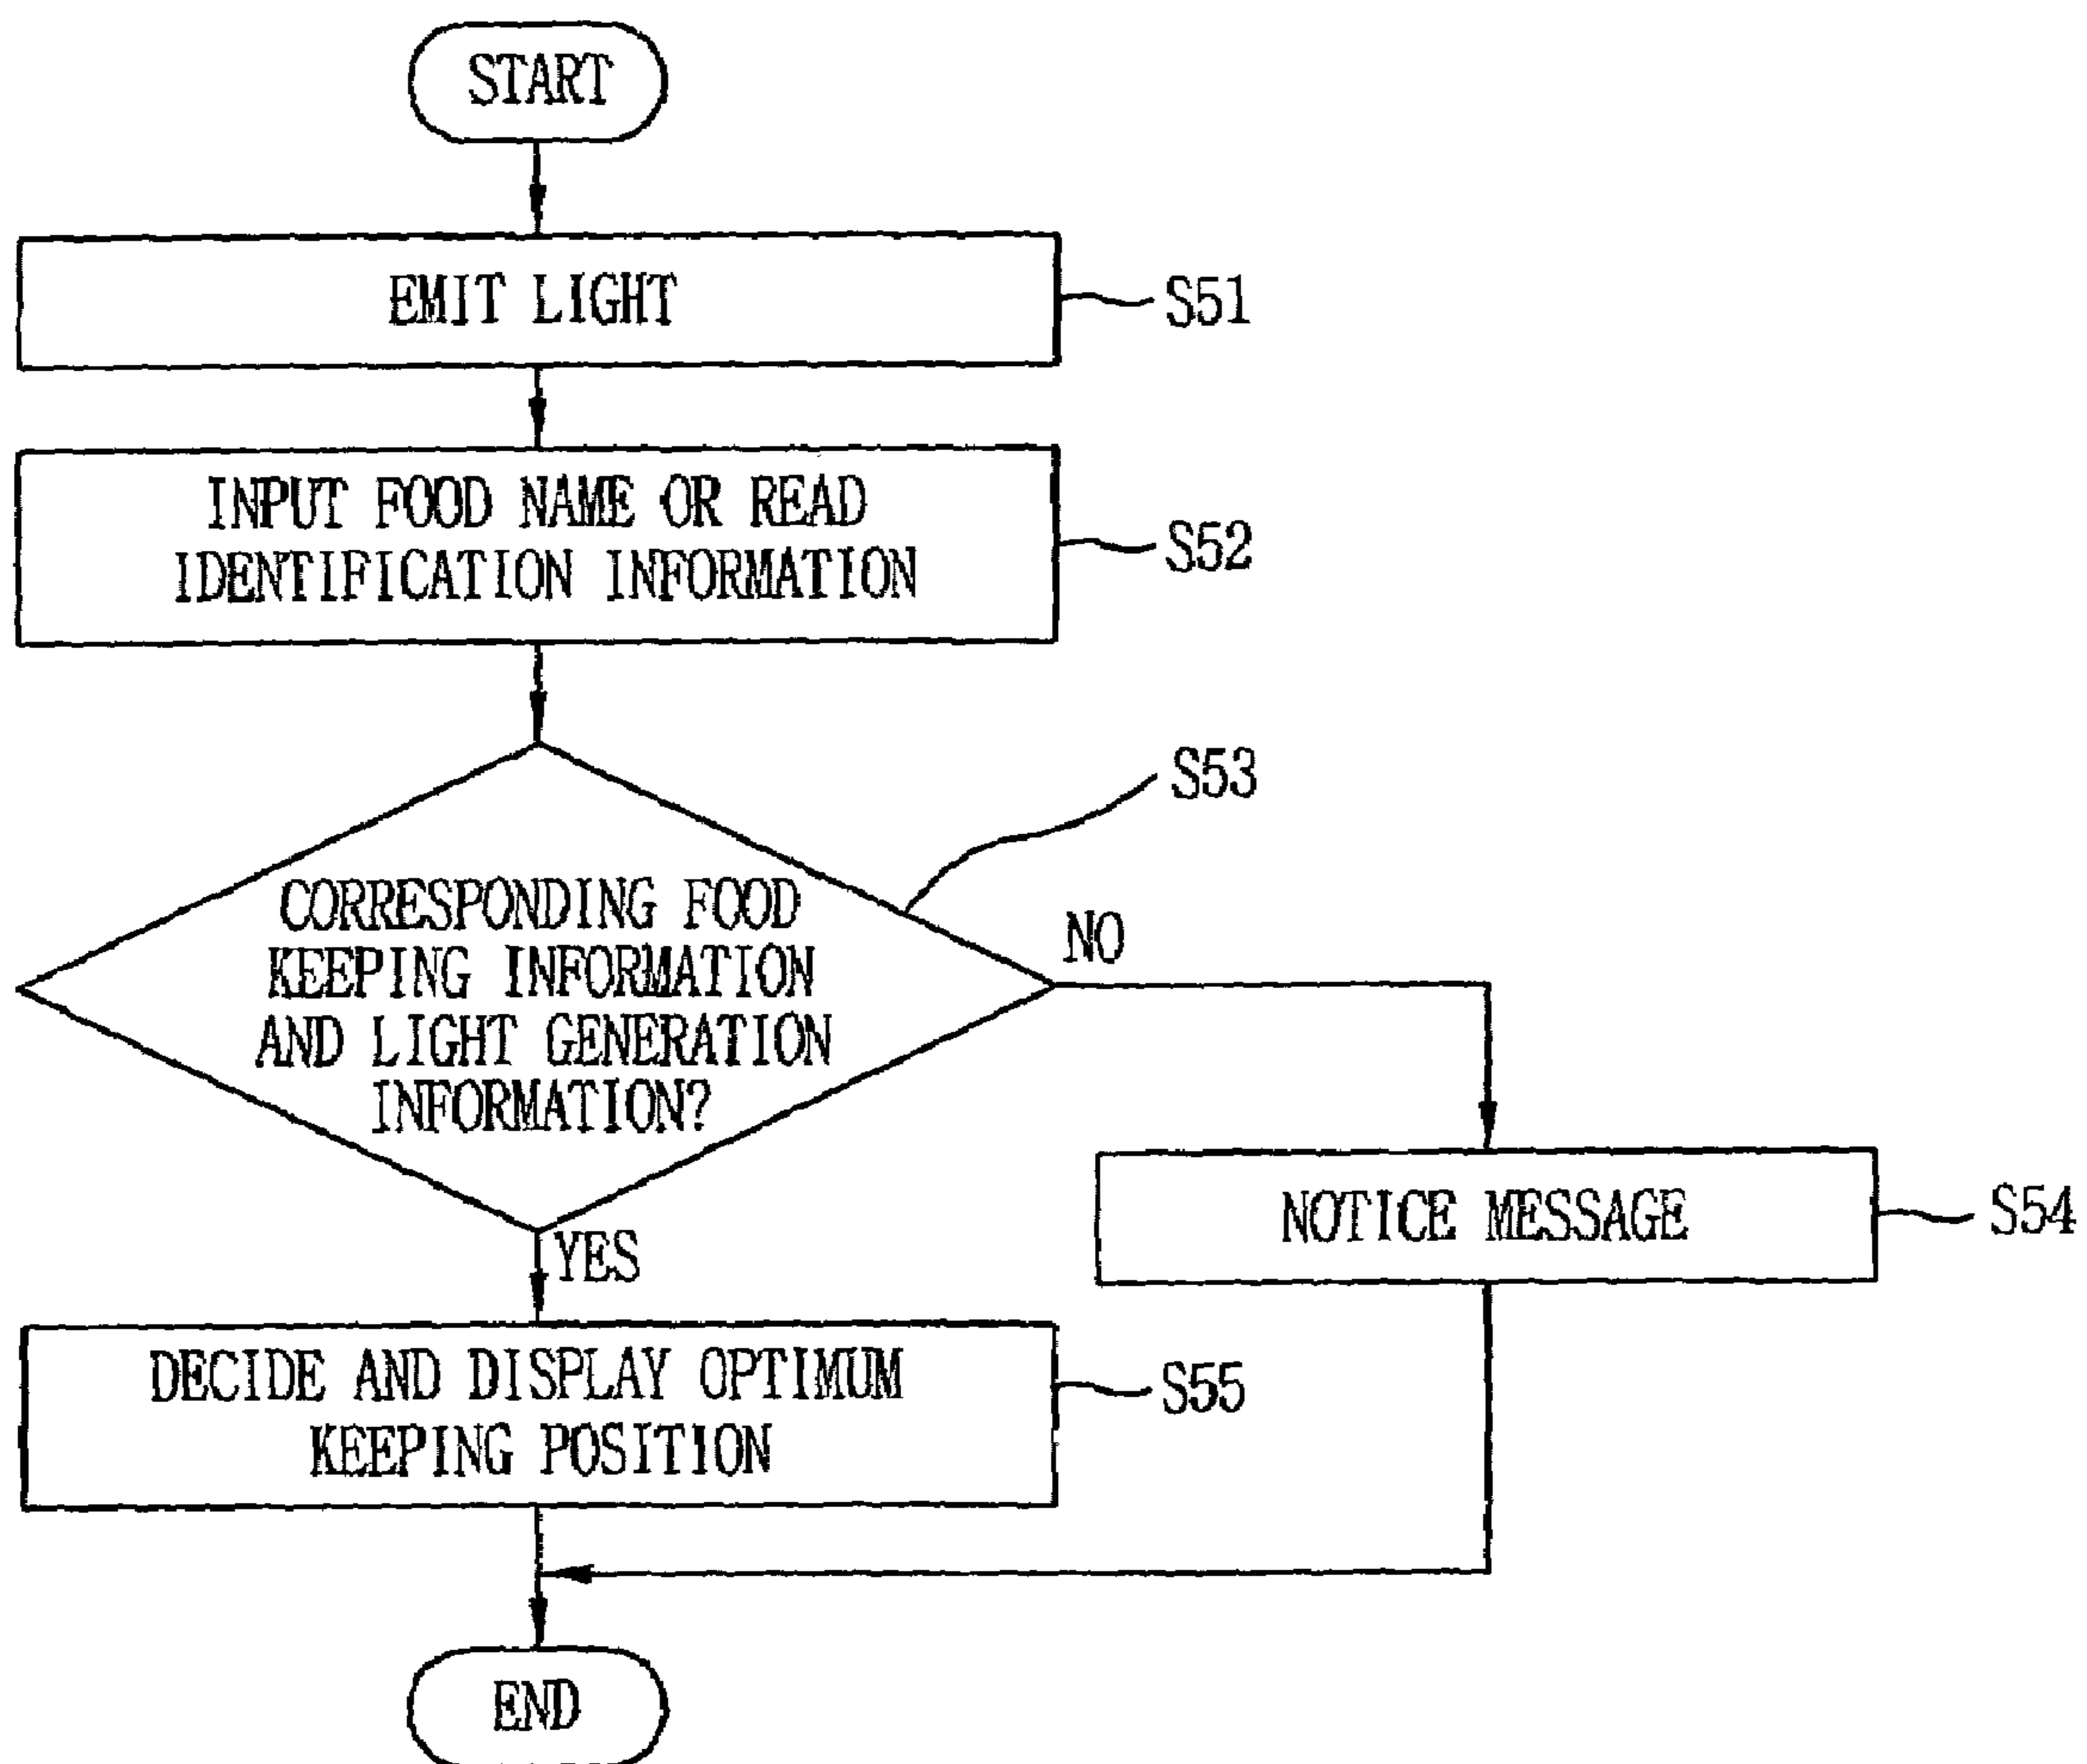 START
EMIT LIGHT
S51
INPUT FOOD NAME OR READ
IDENTIFICATION INFORMATION
S52
S53
CORRESPONDING FOOD
KEEPING INFORMATION
AND LIGHT GENERATION
INFORMATION?
NO
YES
NOTICE MESSAGE
S54
DECIDE AND DISPLAY OPTIMUM
KEEPING POSITION
S55
END